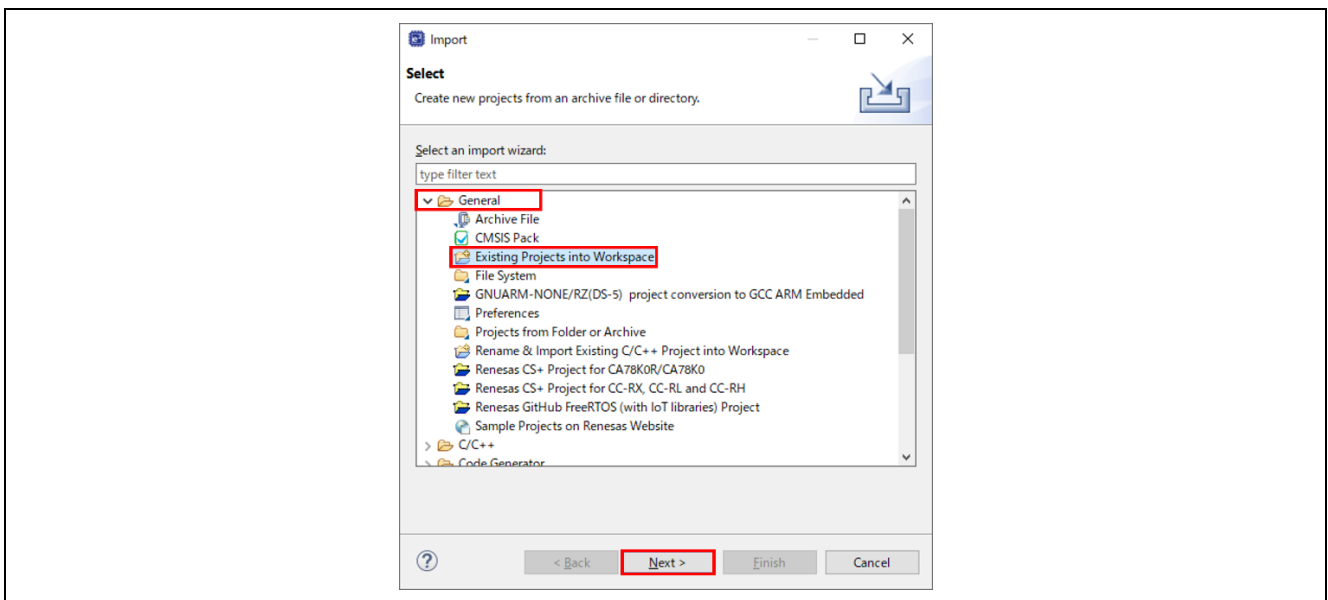 Import
Select
Create new projects from an archive file or directory.
Select an import wizard:
type filter text
General
Archive File
CMSIS Pack
Existing Projects into Workspace
File System
GNUARM-NONE/RZ(DS-5) project conversion to GCC ARM Embedded
Preferences
Projects from Folder or Archive
Rename & Import Existing C/C++ Project into Workspace
Renesas CS+ Project for CA78K0R/CA78K0
Renesas CS+ Project for CC-RX, CC-RL and CC-RH
Renesas GitHub FreeRTOS (with IoT libraries) Project
Sample Projects on Renesas Website
C/C++
Code Generator
? < Back Next > Finish Cancel